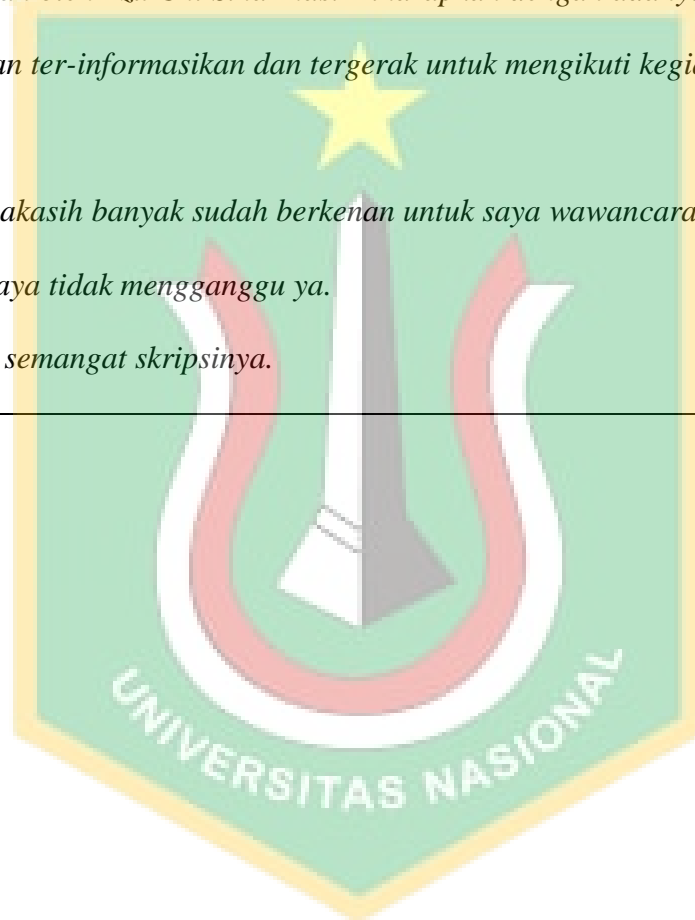 an ter-informasikan dan tergerak untuk mengikuti kegi
akasih banyak sudah berkenan untuk saya wawancara
aya tidak mengganggu ya.
semangat skripsinya.
UNIVERSITAS NASIONAL